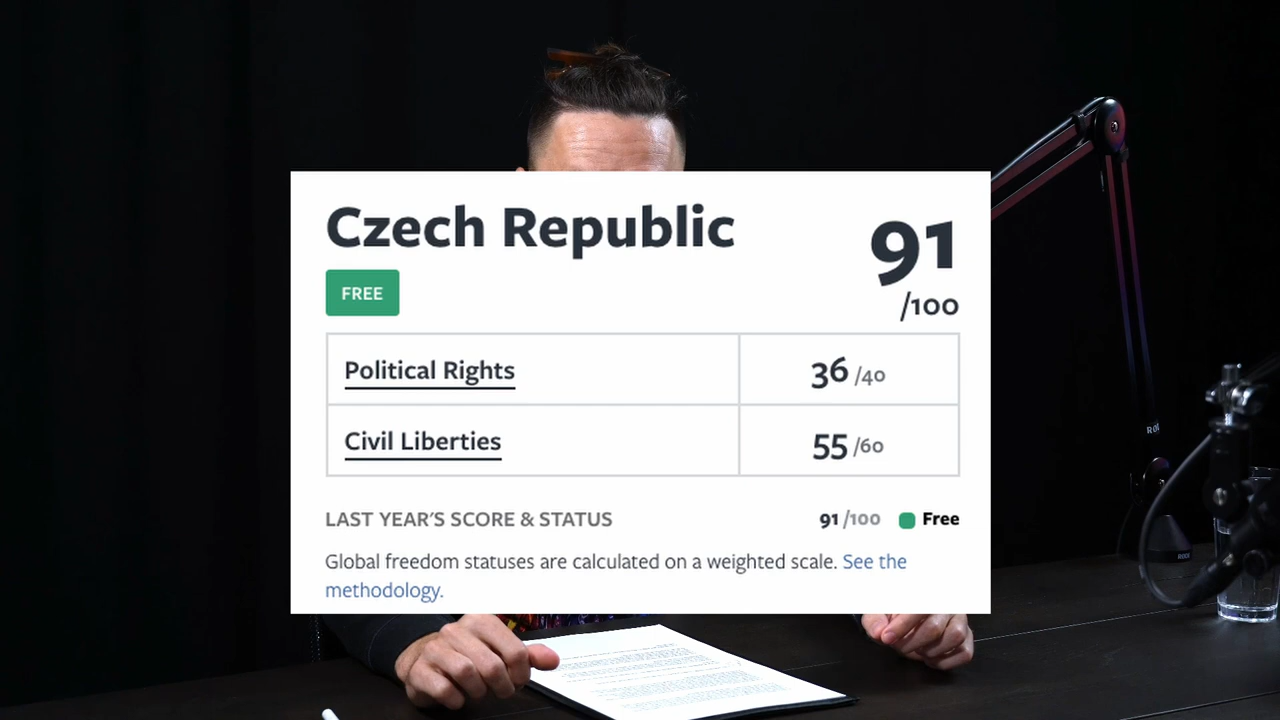 Czech Republic
91
/100
FREE
Political Rights
36 /40
Civil Liberties
55 /60
LAST YEAR'S SCORE & STATUS
91 /100 Free
Global freedom statuses are calculated on a weighted scale. See the
methodology.